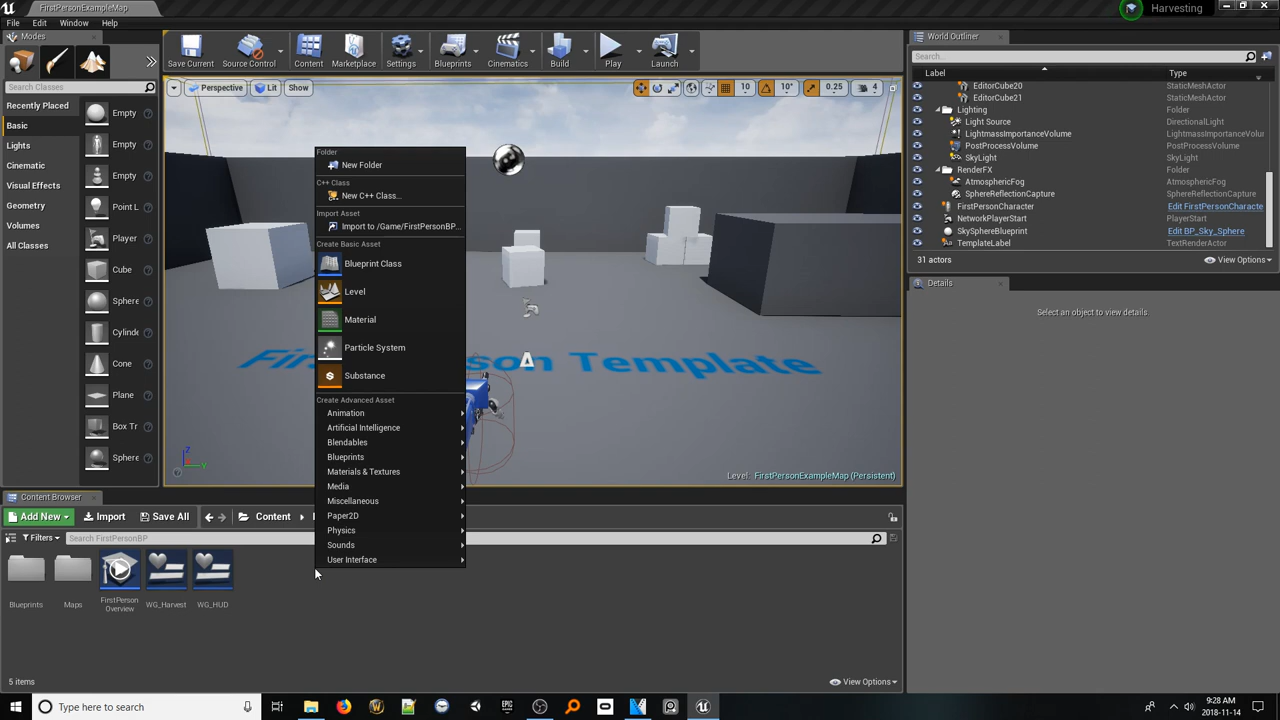 FirstPersonExampleMap
Harvesting
File Edit Window Help
Modes
Search Classes
Recently Placed
Basic
Lights
Cinematic
Visual Effects
Geometry
Volumes
All Classes
Empty
Empty
Empty
Point L
Player
Cube
Sphere
Cylinde
Cone
Plane
Box Tr
Sphere
Save Current
Source Control
Content
Marketplace
Settings
Blueprints
Cinematics
Build
Play
Launch
Perspective
Lit
Show
10
10°
0.25
4
First Person Template
Z
Y
Level: FirstPersonExampleMap (Persistent)
Folder
New Folder
C++ Class
New C++ Class...
Import Asset
Import to /Game/FirstPersonBP...
Create Basic Asset
Blueprint Class
Level
Material
Particle System
Substance
Create Advanced Asset
Animation
Artificial Intelligence
Blendables
Blueprints
Materials & Textures
Media
Miscellaneous
Paper2D
Physics
Sounds
User Interface
World Outliner
Search...
Label Type
EditorCube20 StaticMeshActor
EditorCube21 StaticMeshActor
Lighting Folder
Light Source DirectionalLight
LightmassImportanceVolume LightmassImportanceVolu
PostProcessVolume PostProcessVolume
SkyLight SkyLight
RenderFX Folder
AtmosphericFog AtmosphericFog
SphereReflectionCapture SphereReflectionCapture
FirstPersonCharacter Edit FirstPersonCharacte
NetworkPlayerStart PlayerStart
SkySphereBlueprint Edit BP_Sky_Sphere
TemplateLabel TextRenderActor
31 actors
View Options
Details
Select an object to view details.
Content Browser
Add New
Import
Save All
Content
Filters
Search FirstPersonBP
Blueprints
Maps
FirstPerson
Overview
WG_Harvest
WG_HUD
5 items
View Options
Type here to search
9:28 AM
2018-11-14